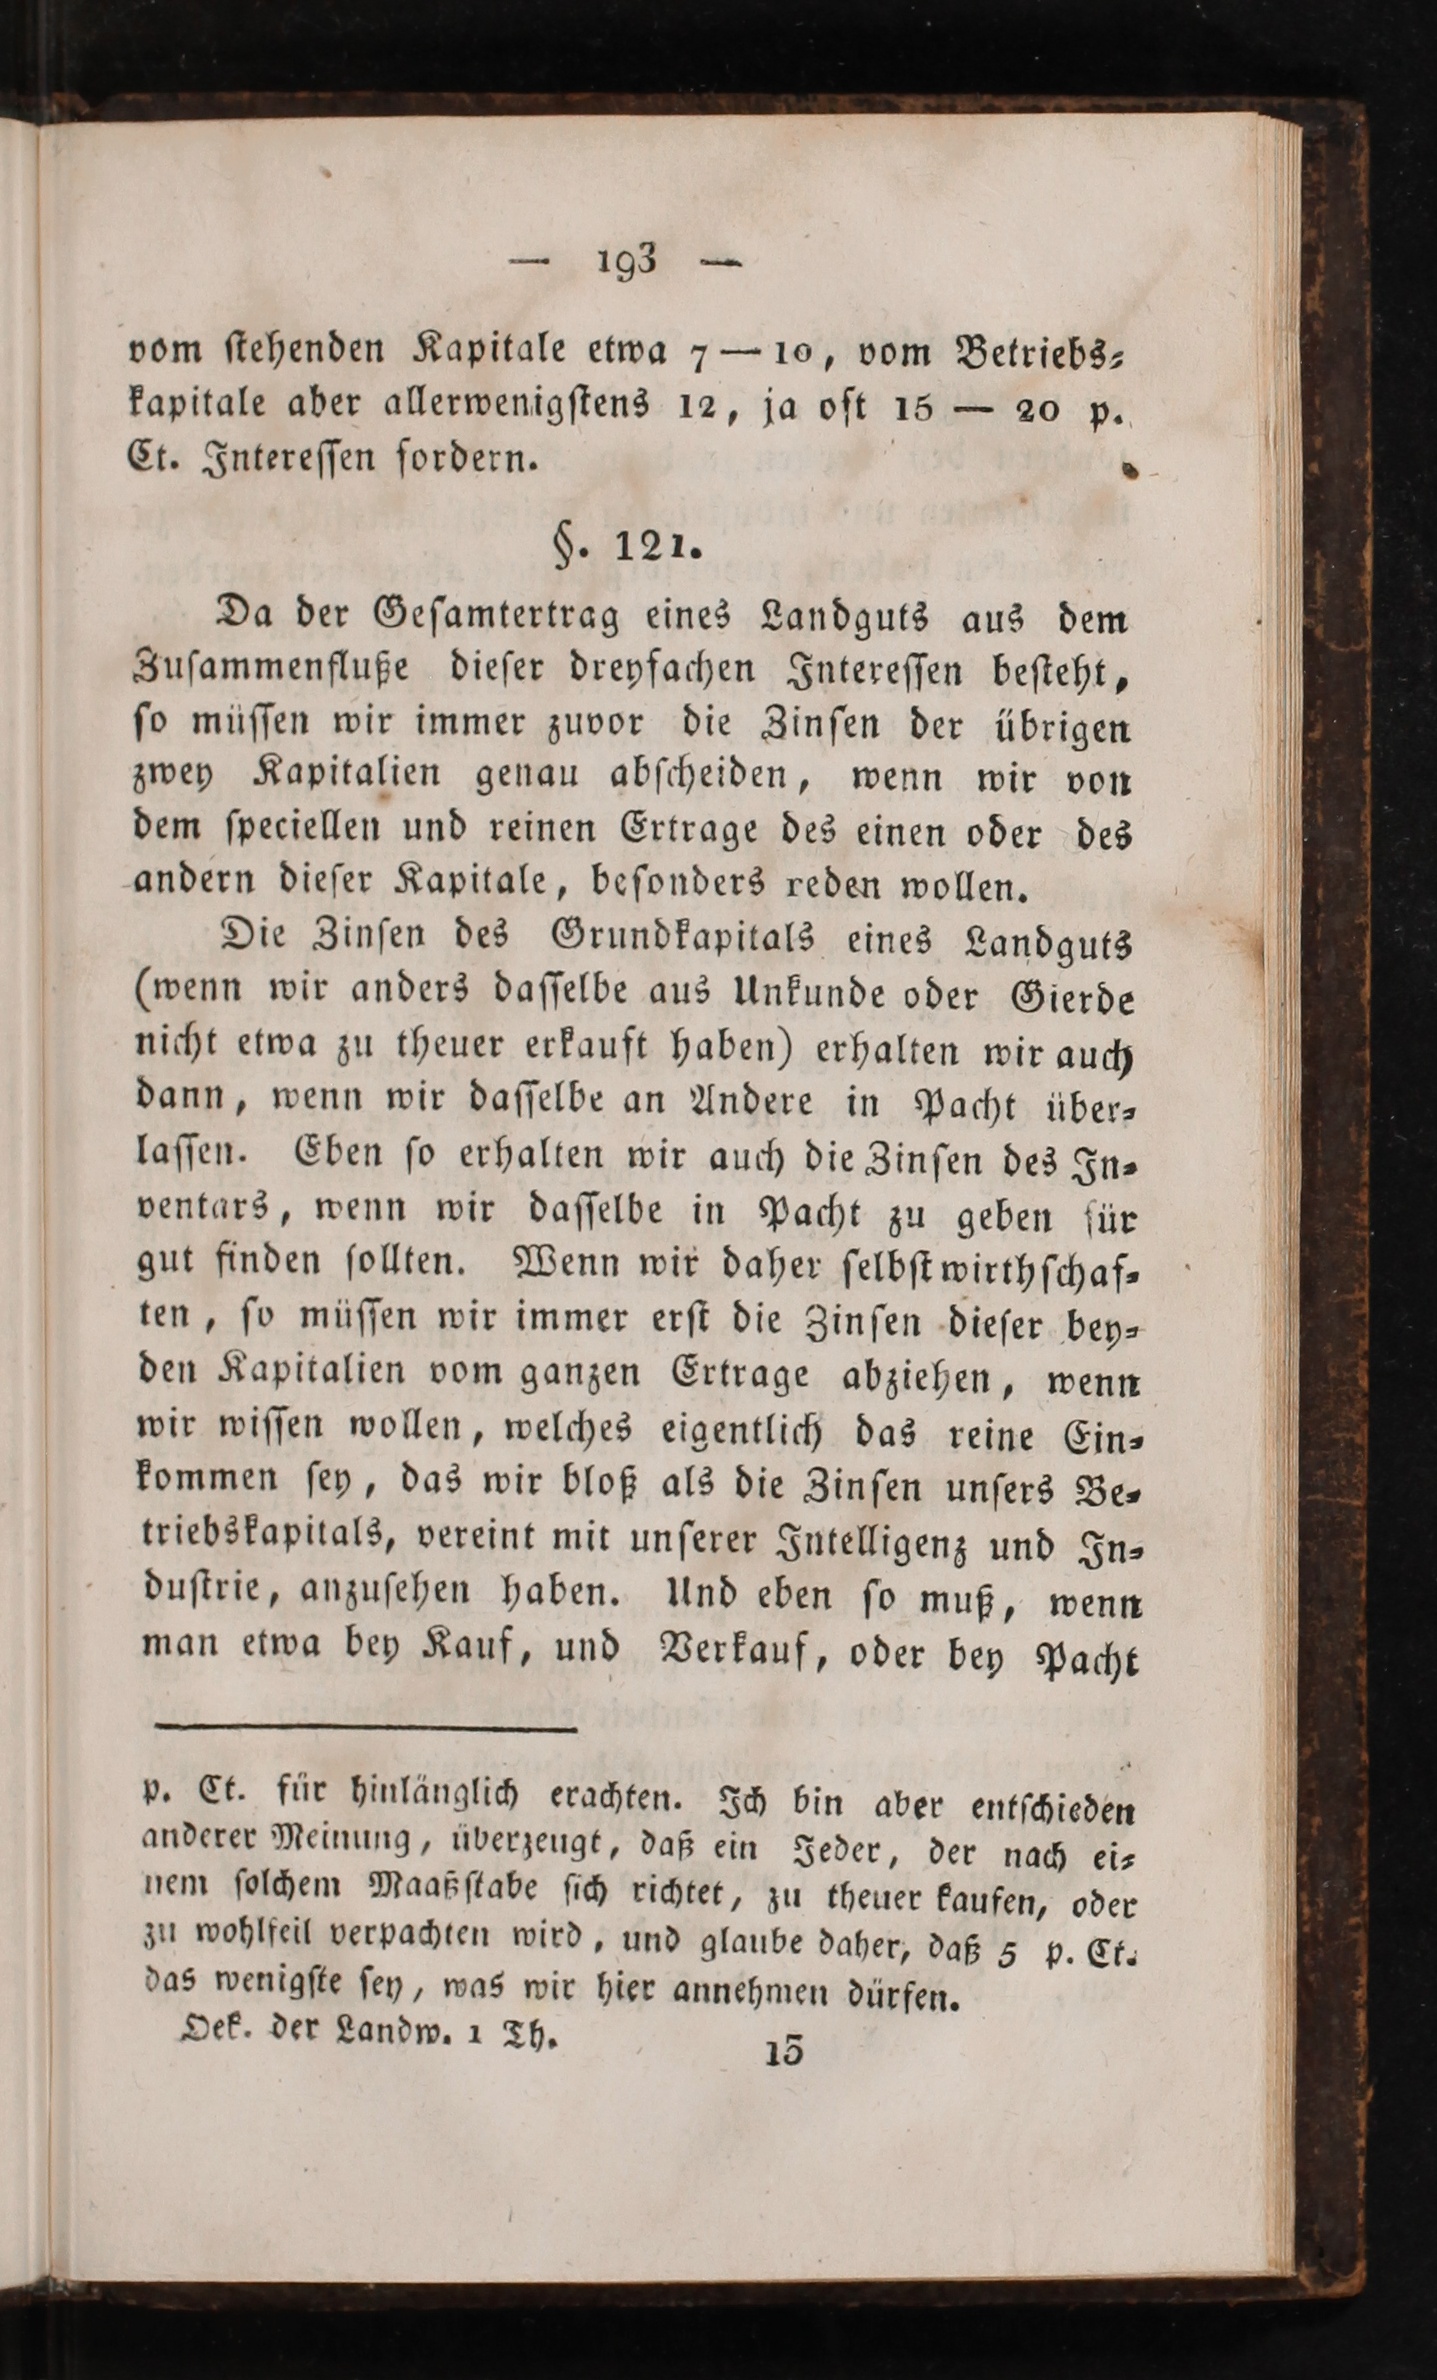 — 193 —
vom ſtehenden Kapitale etwa 7 — 10, vom Betriebs⸗
kapitale aber allerwenigſtens 12, ja oft 15 — 20 p.
Ct. Intereſſen fordern.
§. 121.
Da der Geſamtertrag eines Landguts aus dem
Zuſammenfluße dieſer dreyfachen Intereſſen beſteht,
ſo müſſen wir immer zuvor die Zinſen der übrigen
zwey Kapitalien genau abſcheiden, wenn wir von
dem ſpeciellen und reinen Ertrage des einen oder des
andern dieſer Kapitale, beſonders reden wollen.
Die Zinſen des Grundkapitals eines Landguts
(wenn wir anders daſſelbe aus Unkunde oder Gierde
nicht etwa zu theuer erkauft haben) erhalten wir auch
dann, wenn wir daſſelbe an Andere in Pacht über⸗
laſſen. Eben ſo erhalten wir auch die Zinſen des In⸗
ventars, wenn wir daſſelbe in Pacht zu geben für
gut finden ſollten. Wenn wir daher ſelbſt wirthſchaf⸗
ten, ſo müſſen wir immer erſt die Zinſen dieſer bey⸗
den Kapitalien vom ganzen Ertrage abziehen, wenn
wir wiſſen wollen, welches eigentlich das reine Ein⸗
kommen ſey, das wir bloß als die Zinſen unſers Be⸗
triebskapitals, vereint mit unſerer Intelligenz und In⸗
duſtrie, anzuſehen haben. Und eben ſo muß, wenn
man etwa bey Kauf, und Verkauf, oder bey Pacht
p. Ct. für hinlänglich erachten. Ich bin aber entſchieden
anderer Meinung, überzeugt, daß ein Jeder, der nach ei⸗
nem ſolchem Maaßſtabe ſich richtet, zu theuer kaufen, oder
zu wohlfeil verpachten wird, und glaube daher, daß 5 p. Ct.
das wenigſte ſey, was wir hier annehmen dürfen.
Oek. der Landw. 1 Th.
15